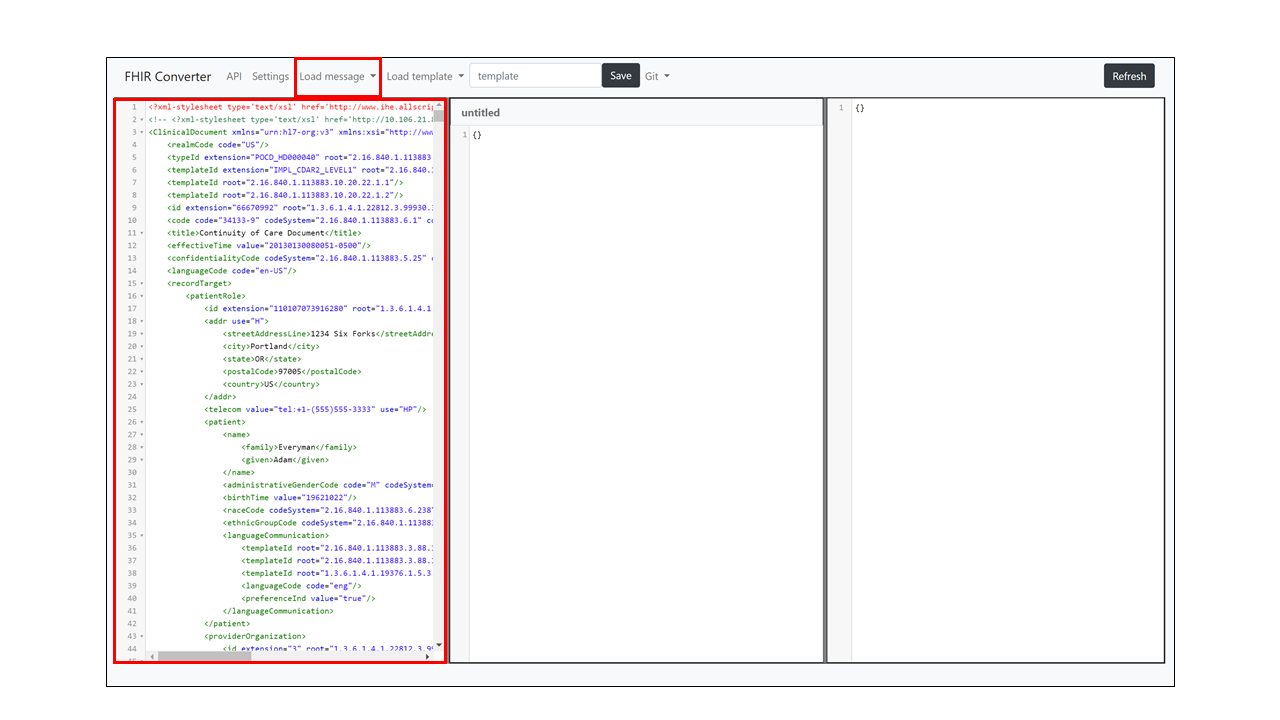 FHIR Converter API Settings Load message Load template template Save Git Refresh
1 <?xml-stylesheet type='text/xsl' href='http://www.ihe.allscrip
2 <!-- <?xml-stylesheet type='text/xsl' href='http://10.106.21.
3 <ClinicalDocument xmlns="urn:hl7-org:v3" xmlns:xsi="http://ww
4 <realmCode code="US"/>
5 <typeId extension="POCD_HD000040" root="2.16.840.1.113883
6 <templateId extension="IMPL_CDAR2_LEVEL1" root="2.16.840.
7 <templateId root="2.16.840.1.113883.10.20.22.1.1"/>
8 <templateId root="2.16.840.1.113883.10.20.22.1.2"/>
9 <id extension="66670992" root="1.3.6.1.4.1.22812.3.99930.
10 <code code="34133-9" codeSystem="2.16.840.1.113883.6.1" c
11 <title>Continuity of Care Document</title>
12 <effectiveTime value="20130130080051-0500"/>
13 <confidentialityCode codeSystem="2.16.840.1.113883.5.25"
14 <languageCode code="en-US"/>
15 <recordTarget>
16 <patientRole>
17 <id extension="110107073916280" root="1.3.6.1.4.1
18 <addr use="H">
19 <streetAddressLine>1234 Six Forks</streetAddre
20 <city>Portland</city>
21 <state>OR</state>
22 <postalCode>97005</postalCode>
23 <country>US</country>
24 </addr>
25 <telecom value="tel:+1-(555)555-3333" use="HP"/>
26 <patient>
27 <name>
28 <family>Everyman</family>
29 <given>Adam</given>
30 </name>
31 <administrativeGenderCode code="M" codeSystem=
32 <birthTime value="19621022"/>
33 <raceCode codeSystem="2.16.840.1.113883.6.238"
34 <ethnicGroupCode codeSystem="2.16.840.1.11388
35 <languageCommunication>
36 <templateId root="2.16.840.1.113883.3.88.
37 <templateId root="2.16.840.1.113883.3.88.
38 <templateId root="1.3.6.1.4.1.19376.1.5.3
39 <languageCode code="eng"/>
40 <preferenceInd value="true"/>
41 </languageCommunication>
42 </patient>
43 <providerOrganization>
44 <id extension="3" root="1.3.6.1.4.1.22812.3.99
45
untitled
1 {}
1 {}